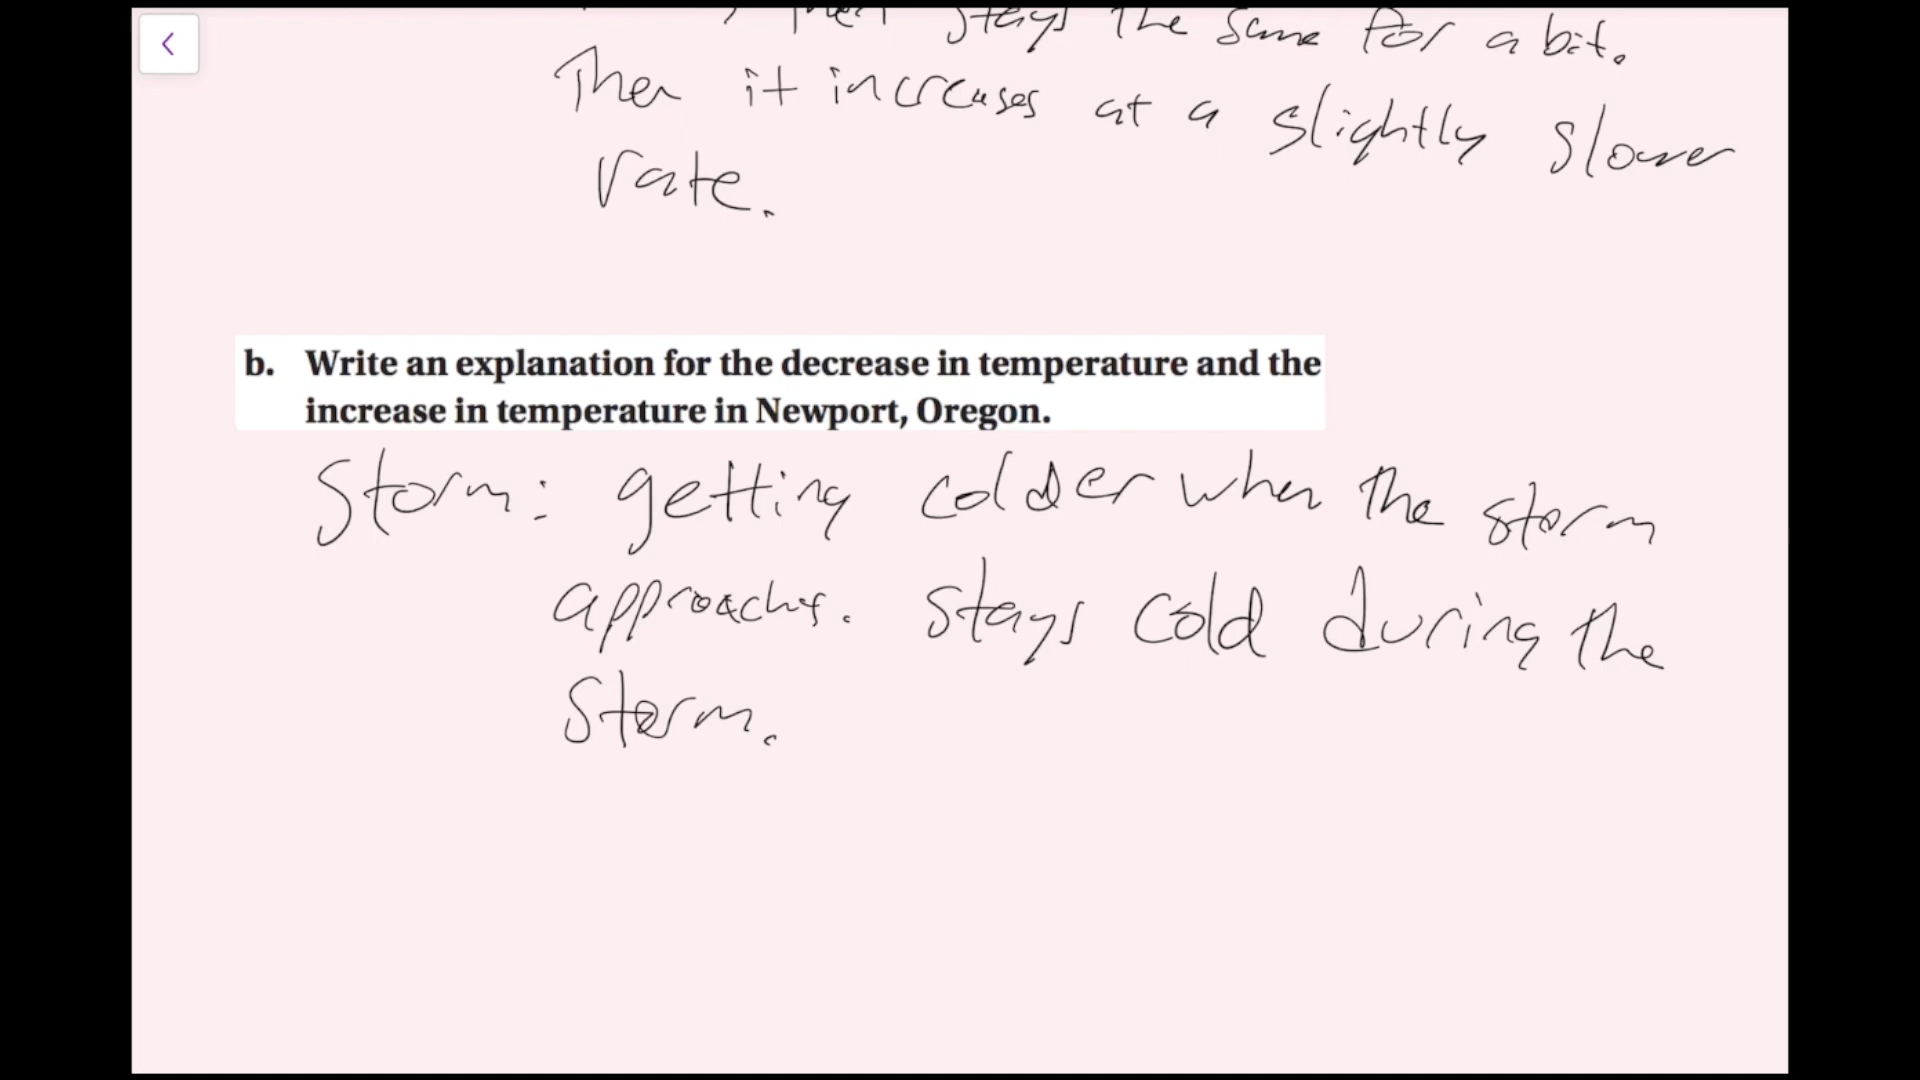 then stays the same for a bit.
Then it increases at a slightly slower
rate.
b. Write an explanation for the decrease in temperature and the
increase in temperature in Newport, Oregon.
Storm: getting colder when the storm
approaches. Stays cold during the
storm.